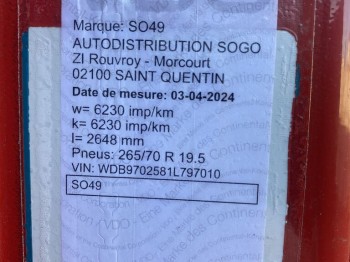 Marque: SO49
AUTODISTRIBUTION SOGO
ZI Rouvroy - Morcourt
02100 SAINT QUENTIN
Date de mesure: 03-04-2024
w= 6230 imp/km
k= 6230 imp/km
l= 2648 mm
Pneus: 265/70 R 19.5
VIN: WDB9702581L797010
SO49